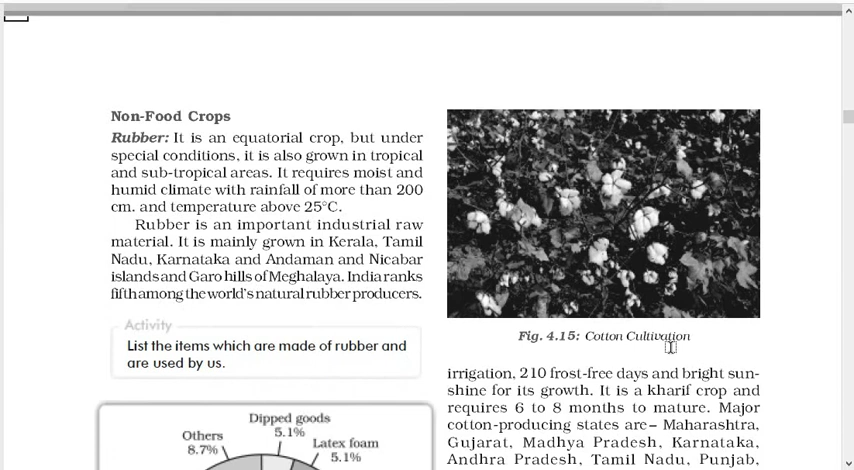 Non-Food Crops
Rubber: It is an equatorial crop, but under
special conditions, it is also grown in tropical
and sub-tropical areas. It requires moist and
humid climate with rainfall of more than 200
cm. and temperature above 25°C.
Rubber is an important industrial raw
material. It is mainly grown in Kerala, Tamil
Nadu, Karnataka and Andaman and Nicabar
islands and Garo hills of Meghalaya. India ranks
fifth among the world's natural rubber producers.
Activity
List the items which are made of rubber and
are used by us.
Dipped goods
5.1%
Others
8.7%
Latex foam
5.1%
Fig. 4.15: Cotton Cultivation
irrigation, 210 frost-free days and bright sun-
shine for its growth. It is a kharif crop and
requires 6 to 8 months to mature. Major
cotton-producing states are– Maharashtra,
Gujarat, Madhya Pradesh, Karnataka,
Andhra Pradesh, Tamil Nadu, Punjab,